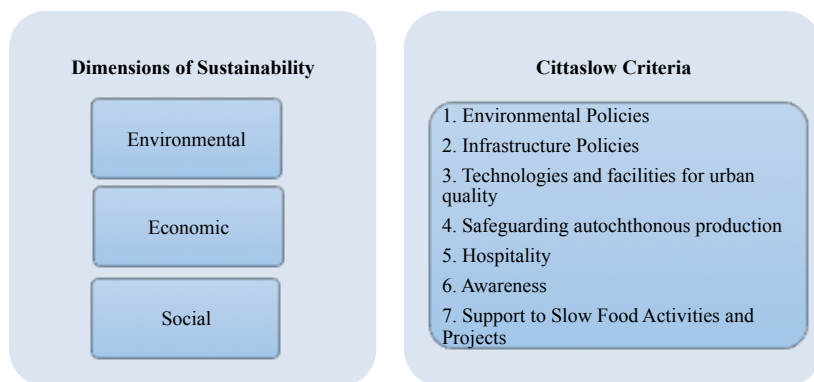 Dimensions of Sustainability
Environmental
Economic
Social
Cittaslow Criteria
1. Environmental Policies
2. Infrastructure Policies
3. Technologies and facilities for urban
quality
4. Safeguarding autochthonous production
5. Hospitality
6. Awareness
7. Support to Slow Food Activities and
Projects